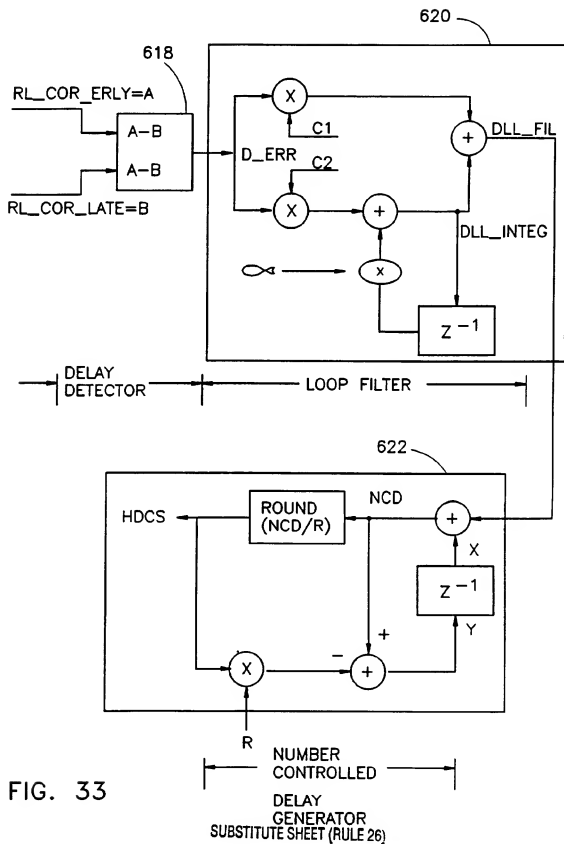 620
618
RL_COR_ERLY=A
A-B
A-B
RL_COR_LATE=B
X
C1
+
DLL_FIL
D_ERR
C2
X
+
DLL_INTEG
α
x
Z⁻¹
DELAY
DETECTOR
LOOP FILTER
622
HDCS
ROUND
(NCD/R)
NCD
+
X
Z⁻¹
Y
+
−
X
+
R
NUMBER
CONTROLLED
DELAY
GENERATOR
FIG. 33
SUBSTITUTE SHEET (RULE 26)